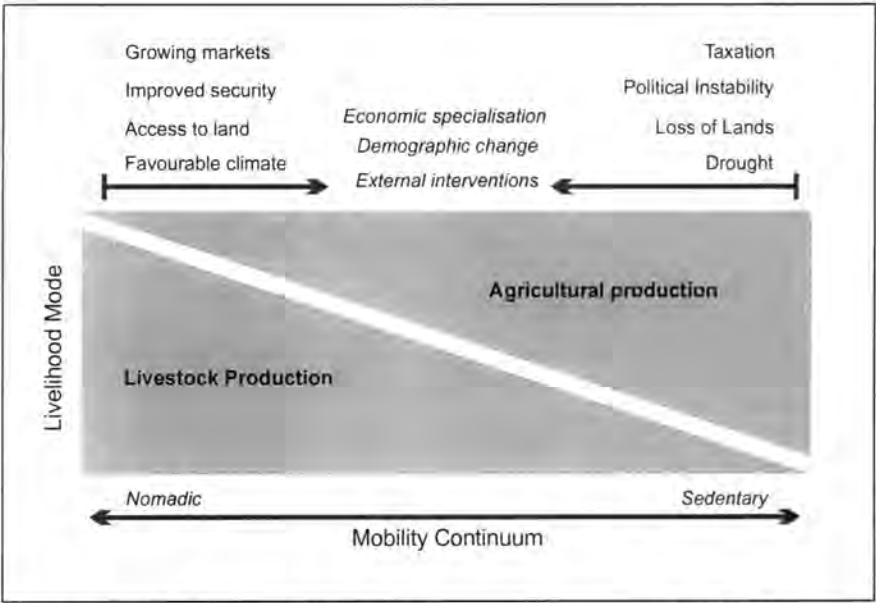 Growing markets
Improved security
Access to land
Favourable climate
Economic specialisation
Demographic change
External interventions
Taxation
Political Instability
Loss of Lands
Drought
Livelihood Mode
Agricultural production
Livestock Production
Nomadic
Sedentary
Mobility Continuum